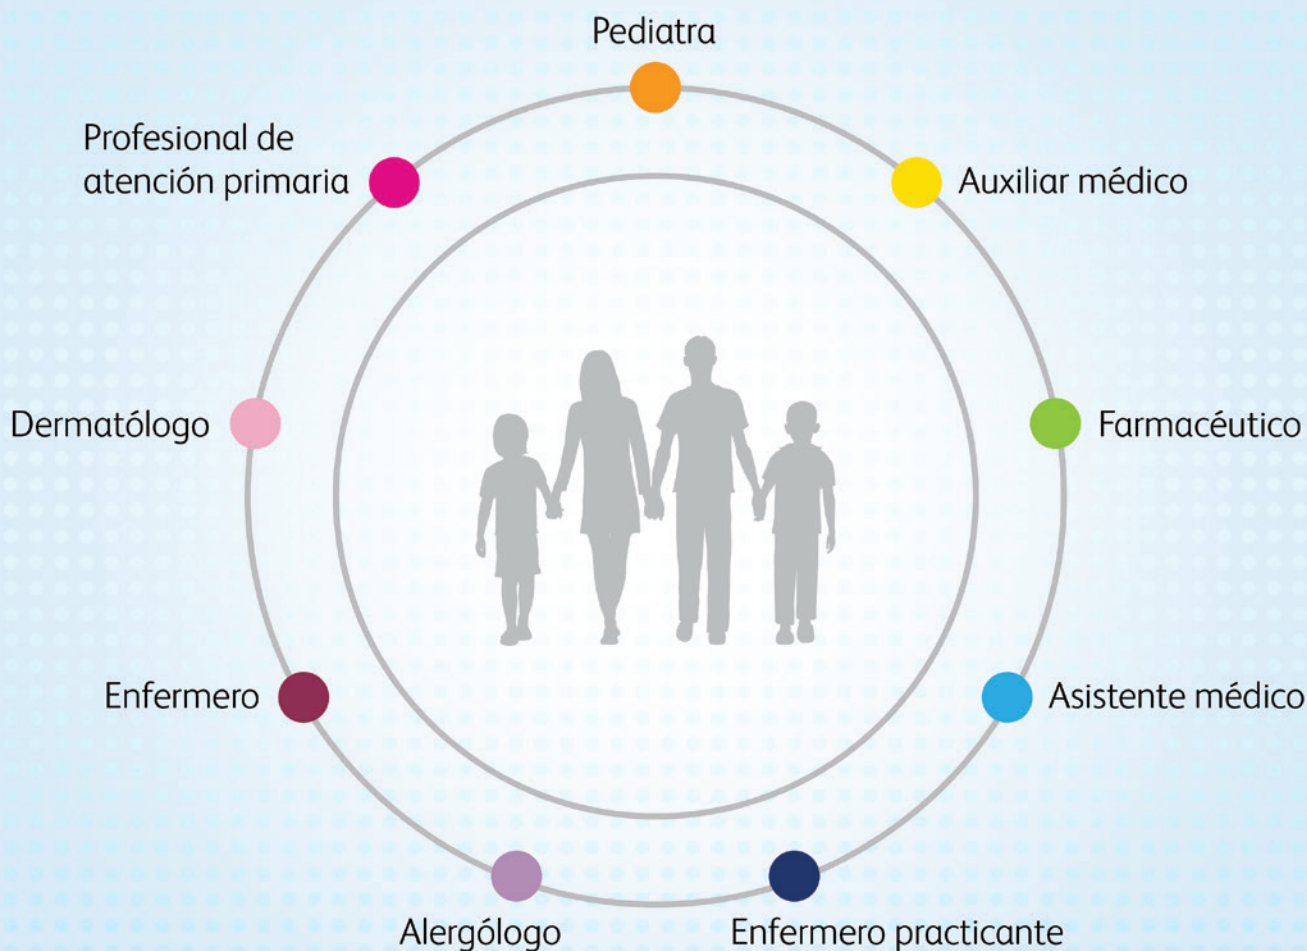 Pediatra
Profesional de
atención primaria
Auxiliar médico
Dermatólogo
Farmacéutico
Enfermero
Asistente médico
Alergólogo
Enfermero practicante